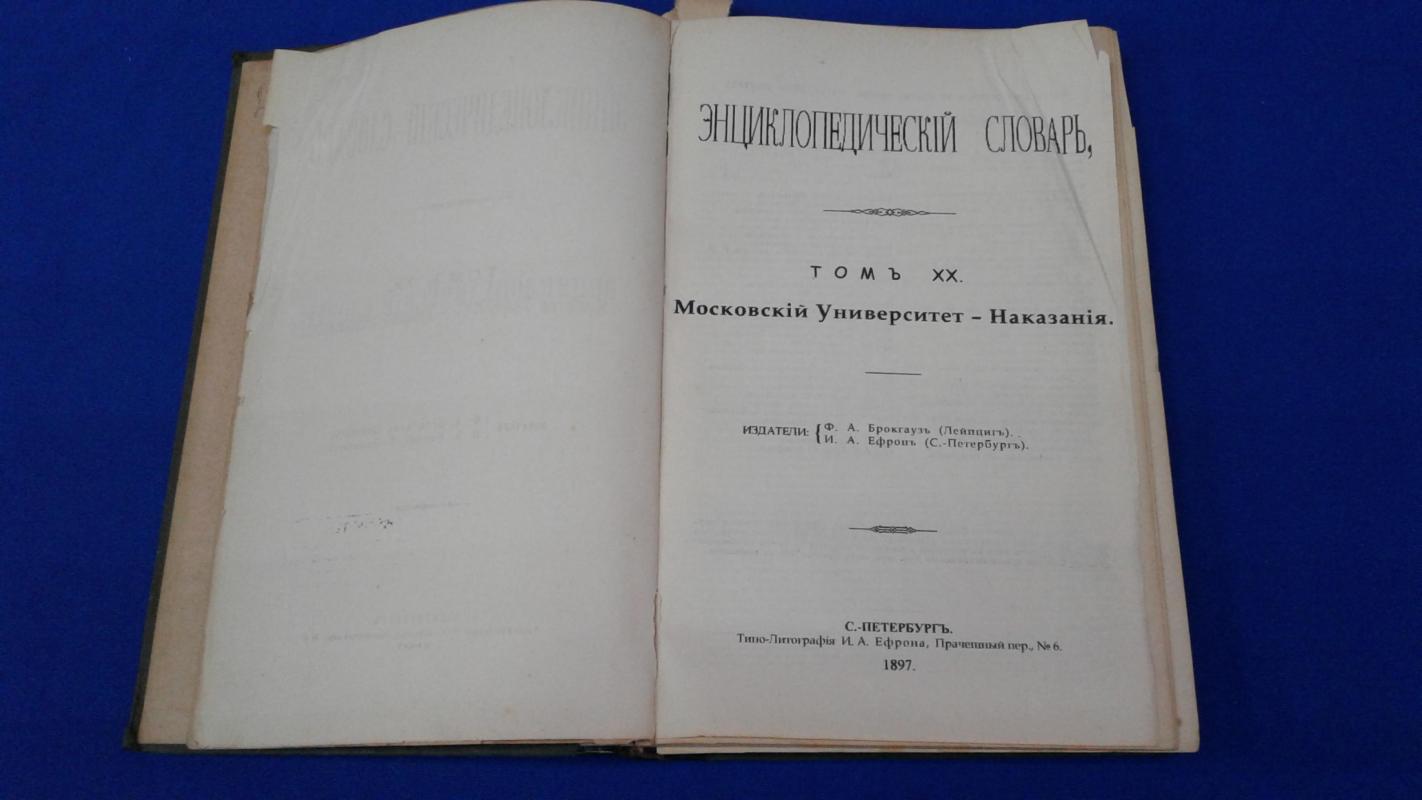 ЭНЦИКЛОПЕДИЧЕСКІЙ СЛОВАРЬ,
ТОМЪ XX.
Московскій Университет – Наказанія.
ИЗДАТЕЛИ: { Ф. А. Брокгаузъ (Лейпцигъ).
И. А. Ефронъ (С.-Петербургъ).
С.-ПЕТЕРБУРГЪ.
Типо-Литографія И. А. Ефрона, Прачешный пер., № 6.
1897.